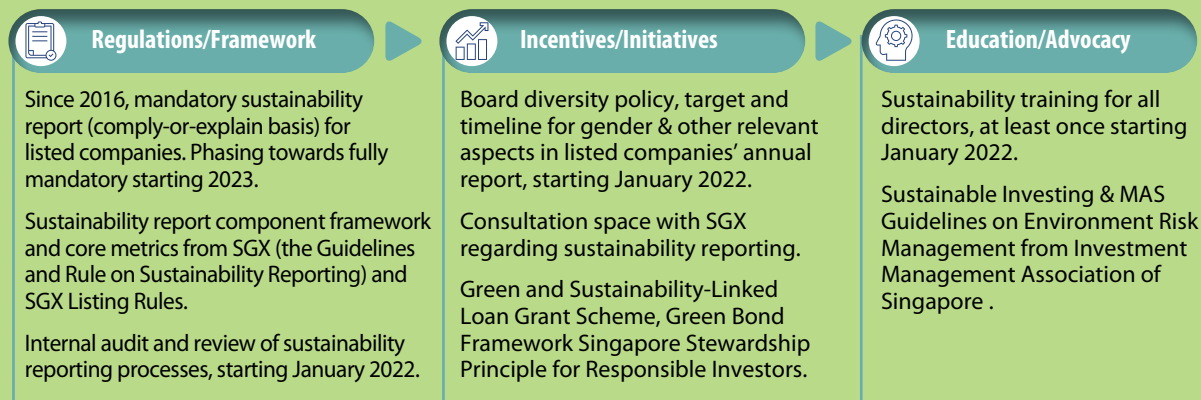 Regulations/Framework
Since 2016, mandatory sustainability
report (comply-or-explain basis) for
listed companies. Phasing towards fully
mandatory starting 2023.
Sustainability report component framework
and core metrics from SGX (the Guidelines
and Rule on Sustainability Reporting) and
SGX Listing Rules.
Internal audit and review of sustainability
reporting processes, starting January 2022.
Incentives/Initiatives
Board diversity policy, target and
timeline for gender & other relevant
aspects in listed companies’ annual
report, starting January 2022.
Consultation space with SGX
regarding sustainability reporting.
Green and Sustainability-Linked
Loan Grant Scheme, Green Bond
Framework Singapore Stewardship
Principle for Responsible Investors.
Education/Advocacy
Sustainability training for all
directors, at least once starting
January 2022.
Sustainable Investing & MAS
Guidelines on Environment Risk
Management from Investment
Management Association of
Singapore .